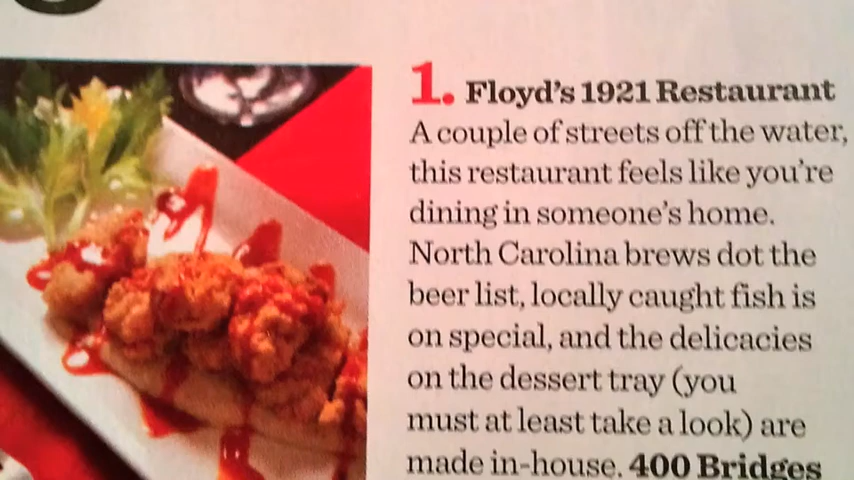 1. Floyd's 1921 Restaurant
A couple of streets off the water,
this restaurant feels like you're
dining in someone's home.
North Carolina brews dot the
beer list, locally caught fish is
on special, and the delicacies
on the dessert tray (you
must at least take a look) are
made in-house. 400 Bridges